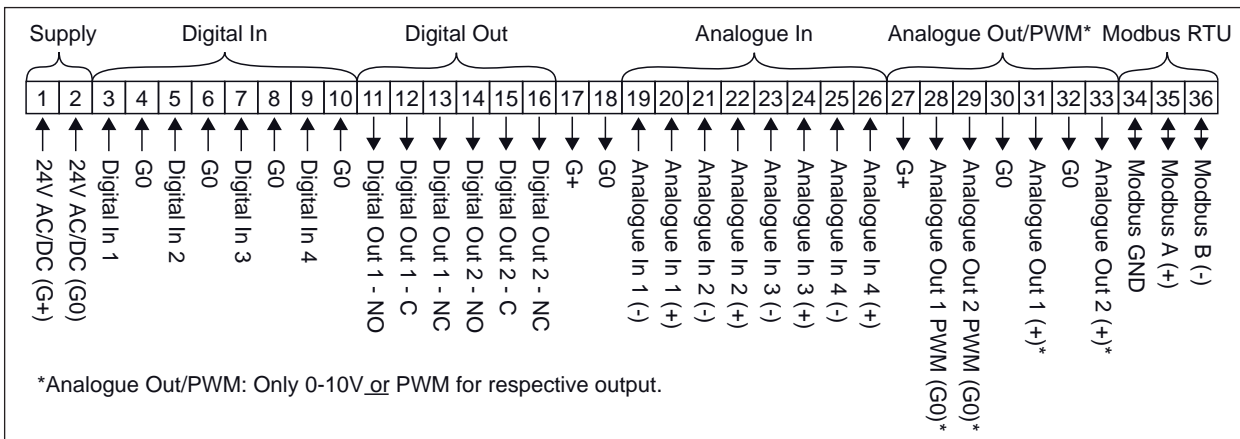 Supply Digital In Digital Out Analogue In Analogue Out/PWM* Modbus RTU
1 2 3 4 5 6 7 8 9 10 11 12 13 14 15 16 17 18 19 20 21 22 23 24 25 26 27 28 29 30 31 32 33 34 35 36
24V AC/DC (G+)
24V AC/DC (G0)
Digital In 1
G0
Digital In 2
G0
Digital In 3
G0
Digital In 4
G0
Digital Out 1 - NO
Digital Out 1 - C
Digital Out 1 - NC
Digital Out 2 - NO
Digital Out 2 - C
Digital Out 2 - NC
G+
G0
Analogue In 1 (-)
Analogue In 1 (+)
Analogue In 2 (-)
Analogue In 2 (+)
Analogue In 3 (-)
Analogue In 3 (+)
Analogue In 4 (-)
Analogue In 4 (+)
G+
Analogue Out 1 PWM (G0)*
Analogue Out 2 PWM (G0)*
G0
Analogue Out 1 (+)*
G0
Analogue Out 2 (+)*
Modbus GND
Modbus A (+)
Modbus B (-)
*Analogue Out/PWM: Only 0-10V or PWM for respective output.